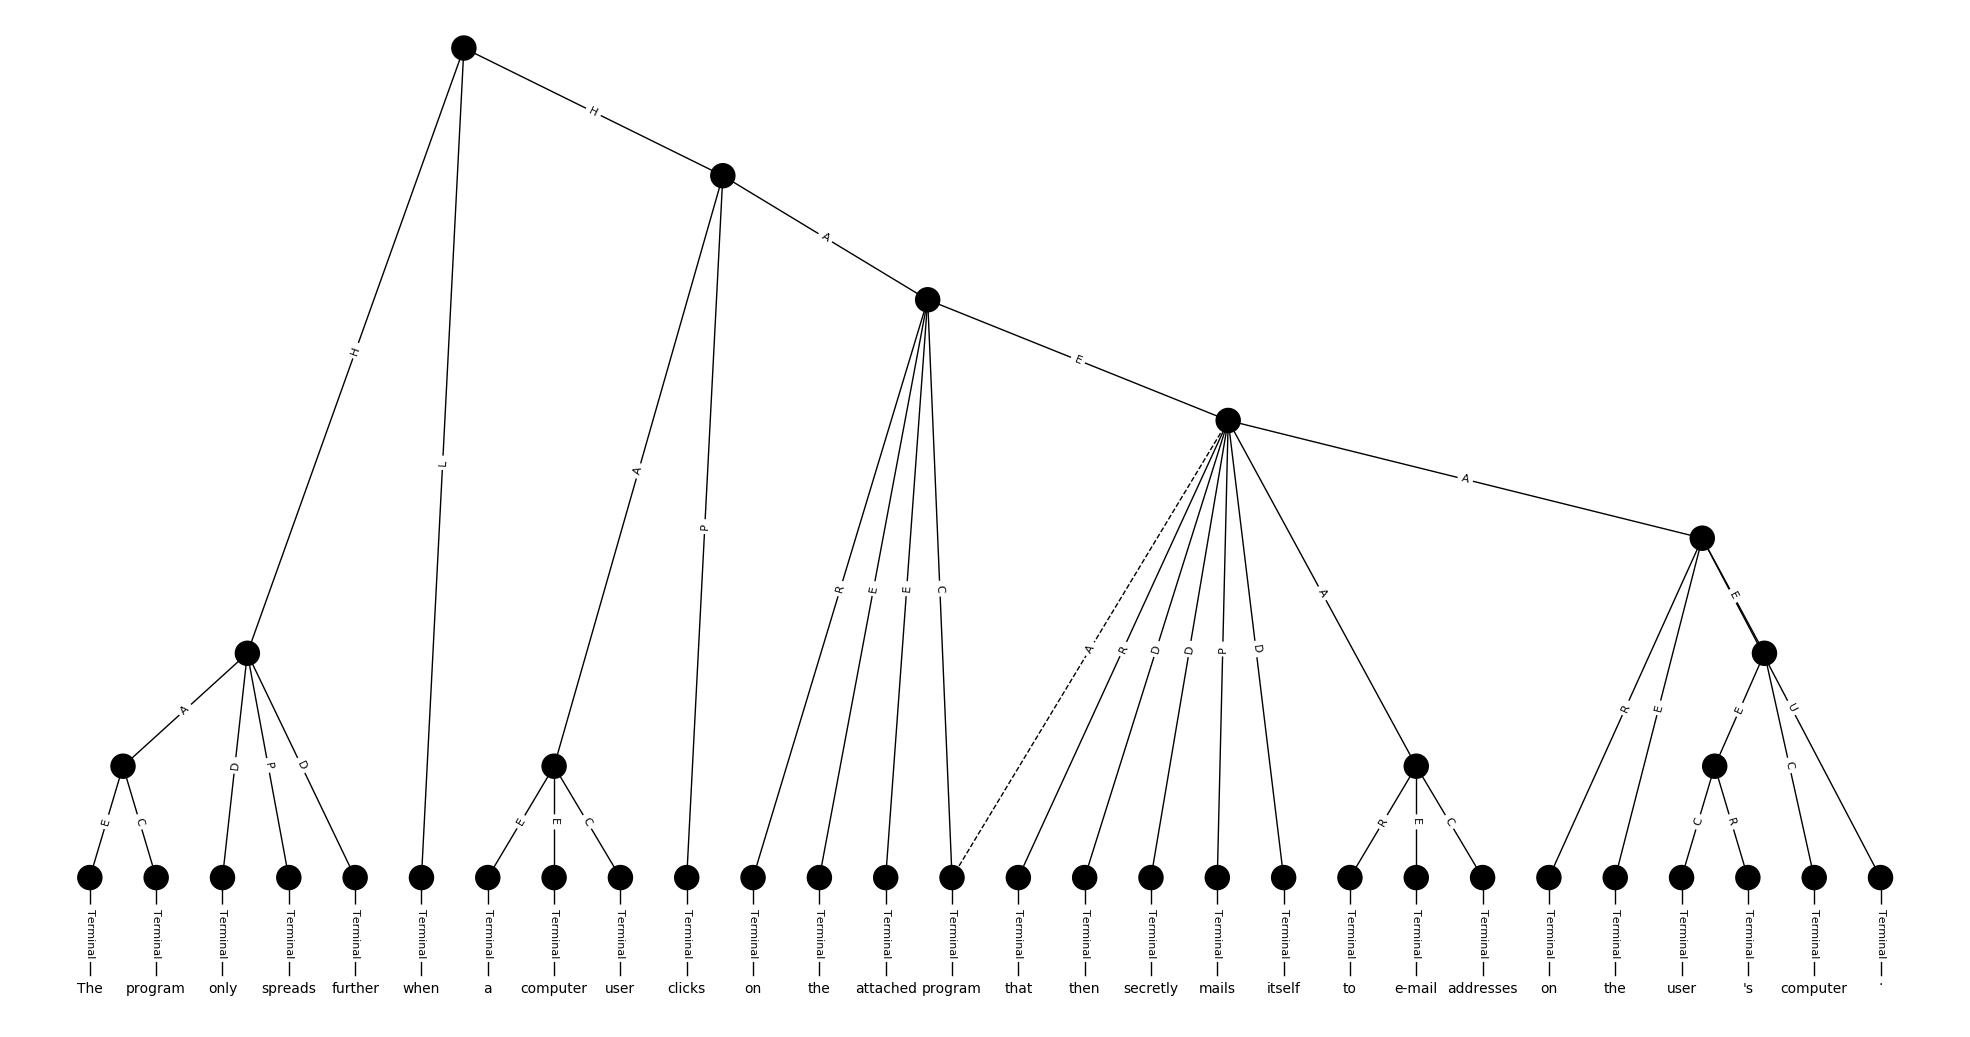 H
A
H
E
L
A
A
P
R E E C
A
A R D D P D
E
A
D P D
R E
E U
C
E C
E E C
R E C
C R
Terminal Terminal Terminal Terminal Terminal Terminal Terminal Terminal Terminal Terminal Terminal Terminal Terminal Terminal Terminal Terminal Terminal Terminal Terminal Terminal Terminal Terminal Terminal Terminal Terminal Terminal Terminal Terminal
The program only spreads further when a computer user clicks on the attached program that then secretly mails itself to e-mail addresses on the user 's computer .